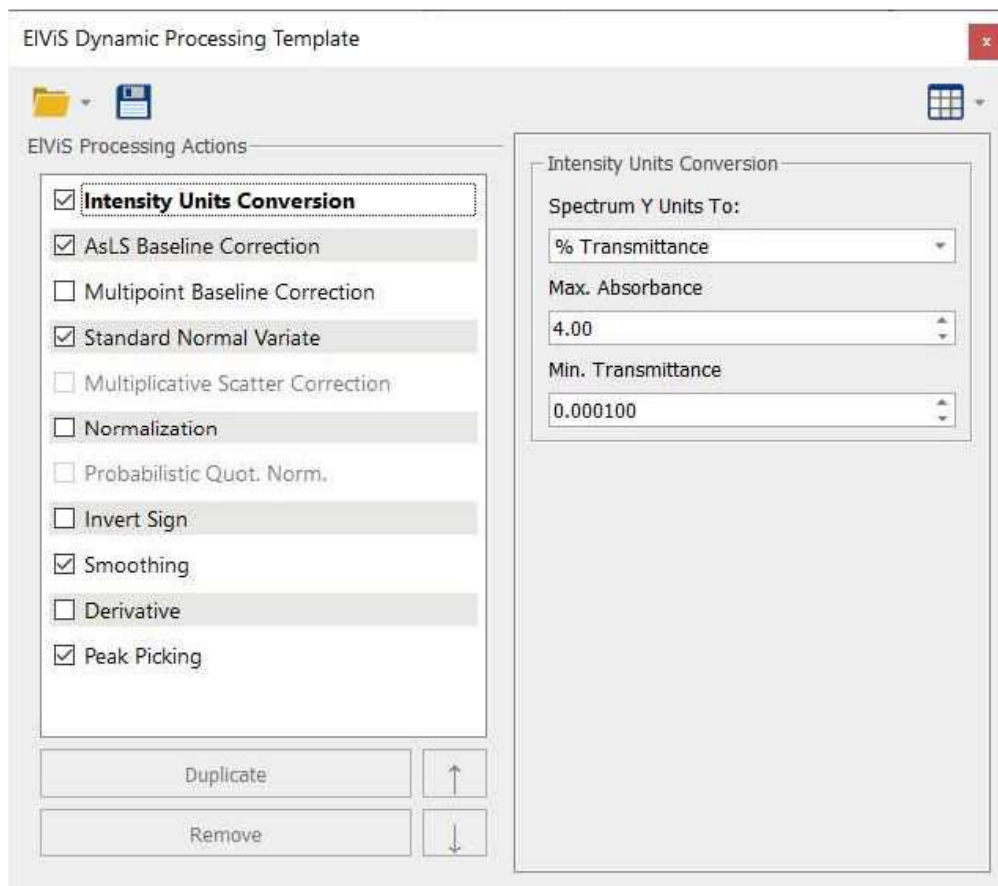 ElViS Dynamic Processing Template
x
ElViS Processing Actions
Intensity Units Conversion
AsLS Baseline Correction
Multipoint Baseline Correction
Standard Normal Variate
Multiplicative Scatter Correction
Normalization
Probabilistic Quot. Norm.
Invert Sign
Smoothing
Derivative
Peak Picking
Duplicate
Remove
Intensity Units Conversion
Spectrum Y Units To:
% Transmittance
Max. Absorbance
4.00
Min. Transmittance
0.000100